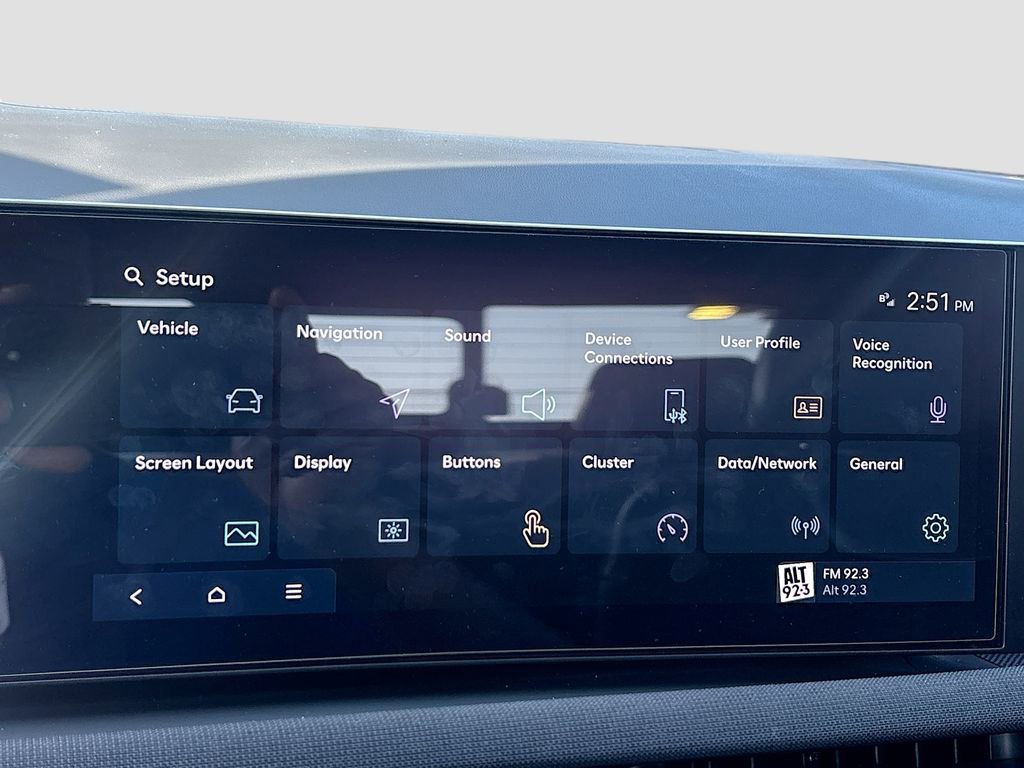 Setup
2:51 PM
Vehicle
Navigation
Sound
Device
Connections
User Profile
Voice
Recognition
Screen Layout
Display
Buttons
Cluster
Data/Network
General
ALT
92.3
FM 92.3
Alt 92.3